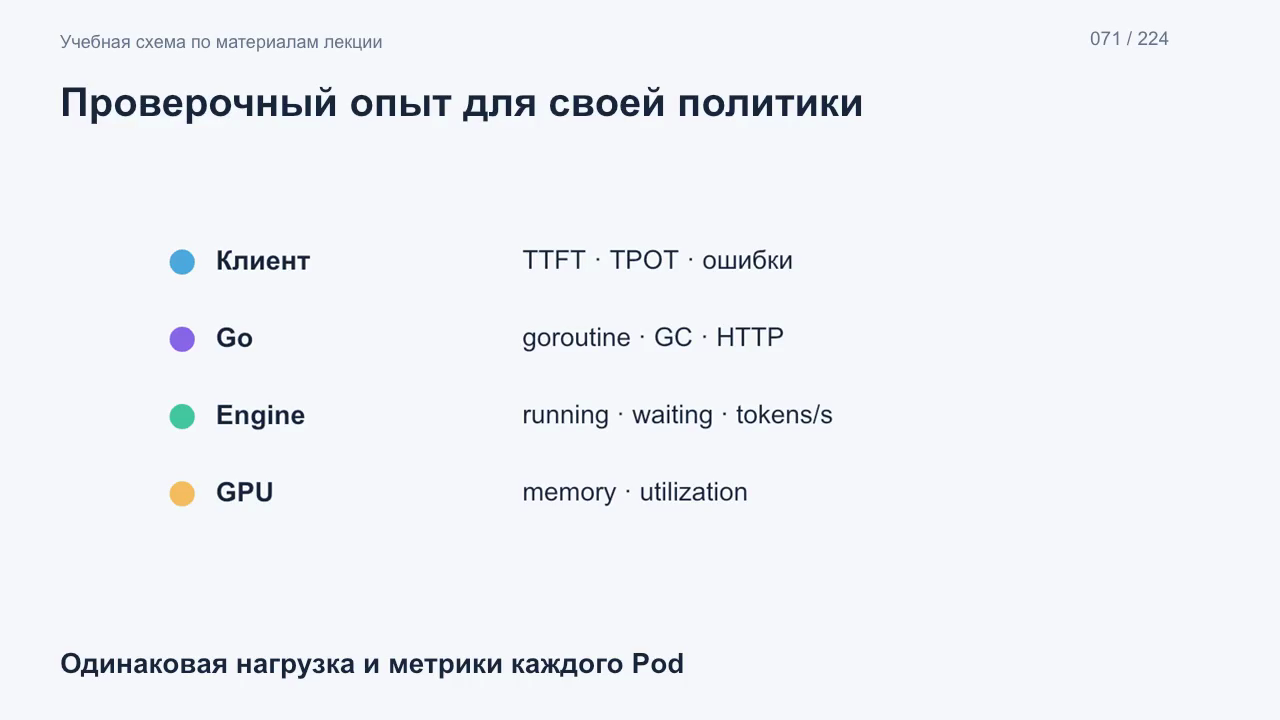 Учебная схема по материалам лекции
071 / 224
Проверочный опыт для своей политики
Клиент TTFT · TPOT · ошибки
Go goroutine · GC · HTTP
Engine running · waiting · tokens/s
GPU memory · utilization
Одинаковая нагрузка и метрики каждого Pod